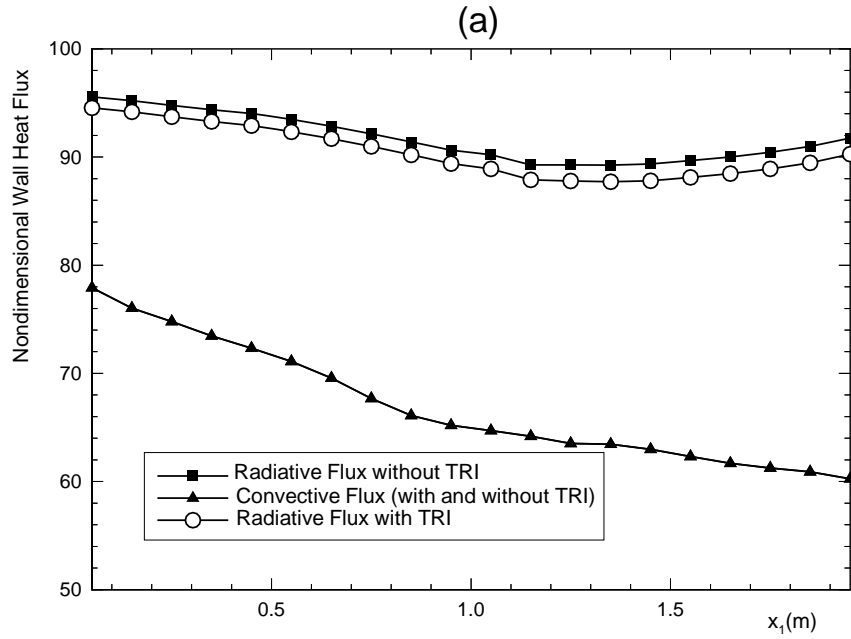 (a)
Nondimensional Wall Heat Flux
100
90
80
70
60
50
Radiative Flux without TRI
Convective Flux (with and without TRI)
Radiative Flux with TRI
0.5
1.0
1.5
x₁(m)